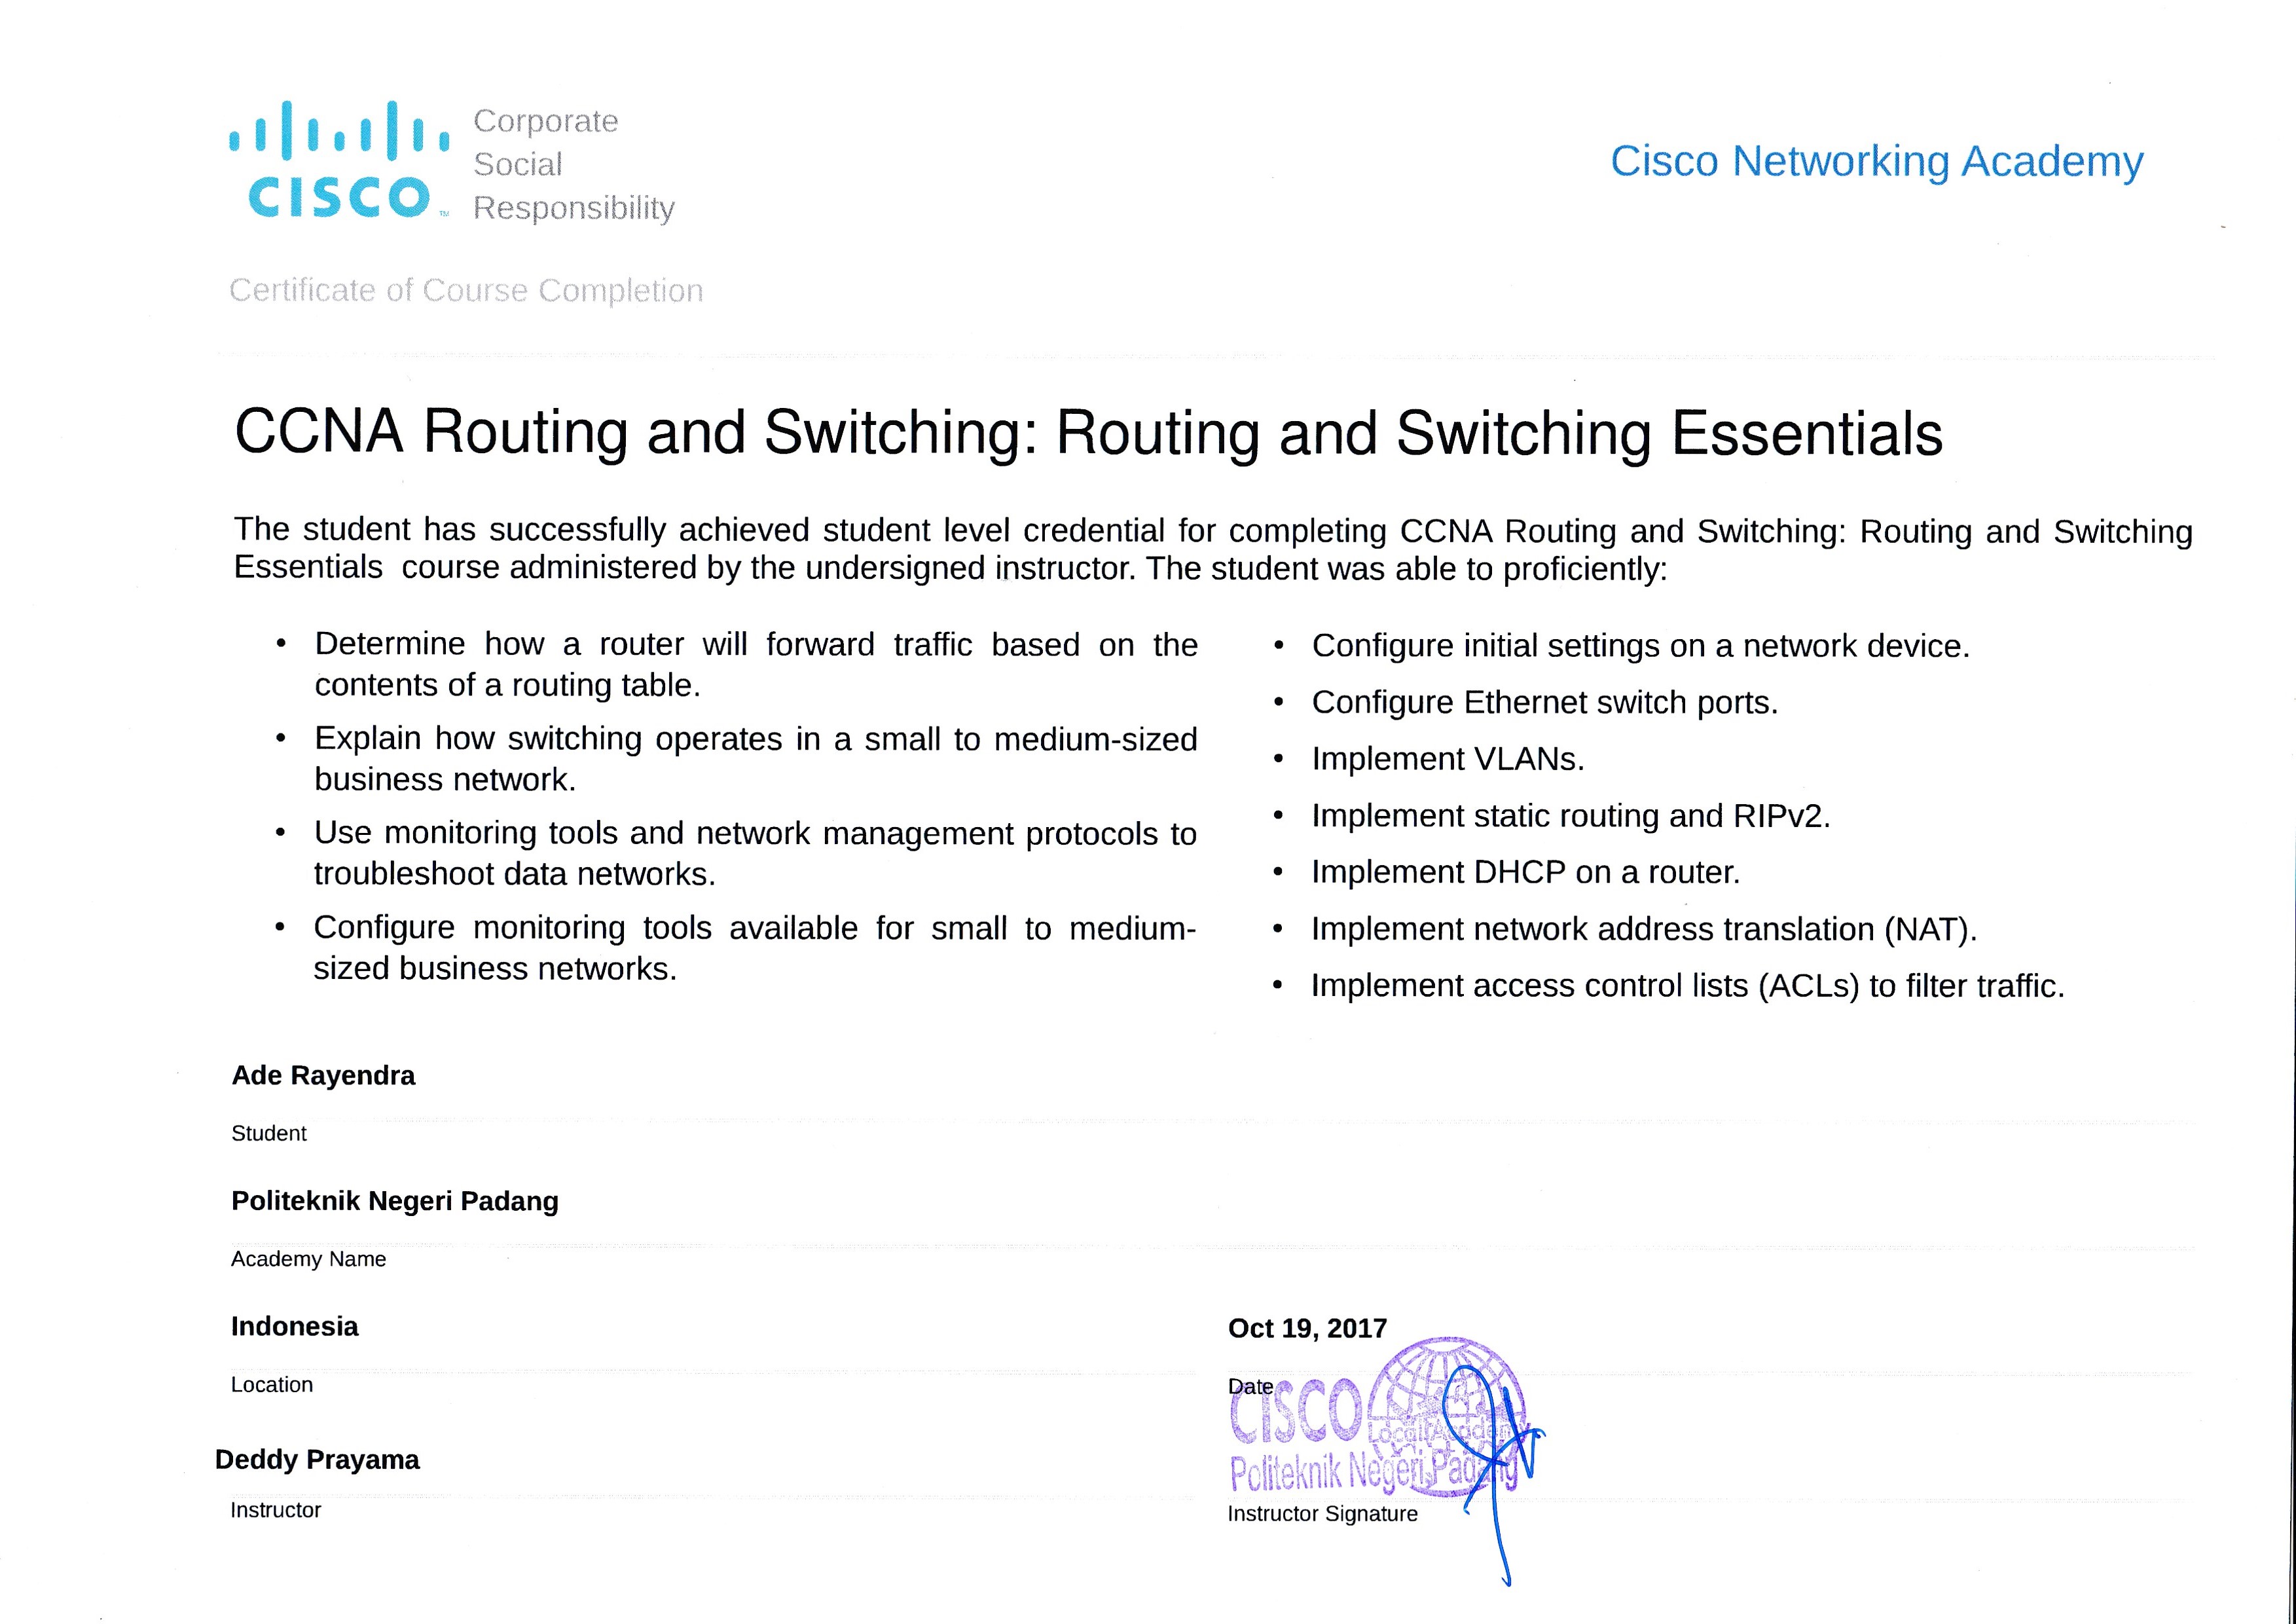 CISCO™
Corporate
Social
Responsibility
Cisco Networking Academy
Certificate of Course Completion
CCNA Routing and Switching: Routing and Switching Essentials
The student has successfully achieved student level credential for completing CCNA Routing and Switching: Routing and Switching
Essentials course administered by the undersigned instructor. The student was able to proficiently:
• Determine how a router will forward traffic based on the
contents of a routing table.
• Explain how switching operates in a small to medium-sized
business network.
• Use monitoring tools and network management protocols to
troubleshoot data networks.
• Configure monitoring tools available for small to medium-
sized business networks.
• Configure initial settings on a network device.
• Configure Ethernet switch ports.
• Implement VLANs.
• Implement static routing and RIPv2.
• Implement DHCP on a router.
• Implement network address translation (NAT).
• Implement access control lists (ACLs) to filter traffic.
Ade Rayendra
Student
Politeknik Negeri Padang
Academy Name
Indonesia
Location
Oct 19, 2017
Date
CISCO
Local Academy
Politeknik Negeri Padang
Deddy Prayama
Instructor
Instructor Signature